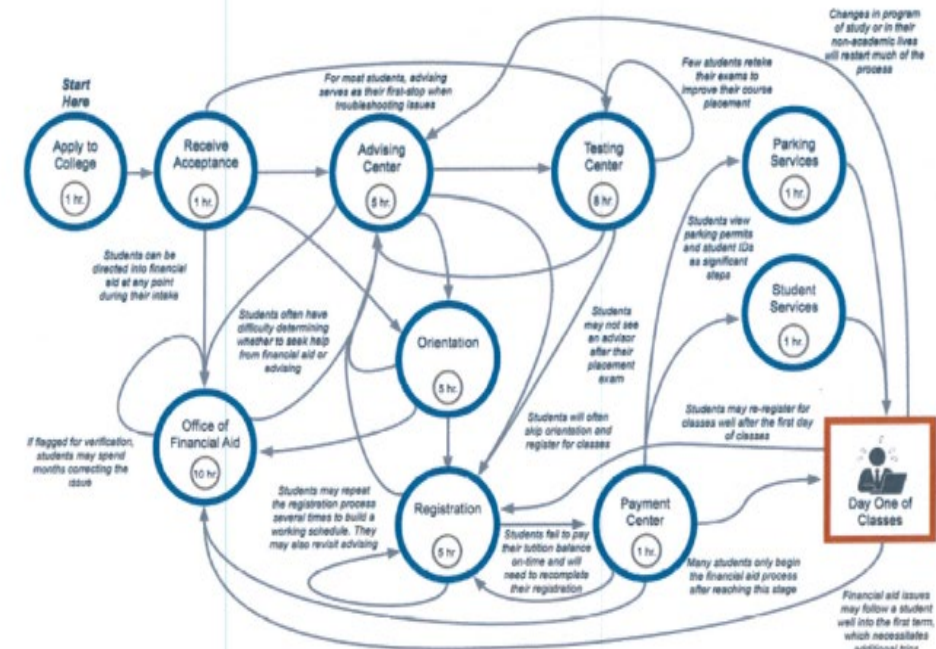 Changes in program
of study or in their
non-academic lives
will restart much of the
process
Start
Here
For most students, advising
serves as their first-stop when
troubleshooting issues
Few students retake
their exams to
improve their course
placement
Apply to
College
1 hr.
Receive
Acceptance
1 hr.
Advising
Center
5 hr.
Testing
Center
8 hr.
Parking
Services
1 hr.
Students can be
directed into financial
aid at any point
during their intake
Students view
parking permits
and student IDs
as significant
steps
Students often have
difficulty determining
whether to seek help
from financial aid or
advising
Orientation
5 hr.
Students
may not see
an advisor
after their
placement
exam
Student
Services
1 hr.
Office of
Financial Aid
10 hr.
If flagged for verification,
students may spend
months correcting the
issue
Students will often
skip orientation and
register for classes
Students may re-register for
classes well after the first day
of classes
Students may repeat
the registration process
several times to build a
working schedule. They
may also revisit advising
Registration
5 hr
Students fail to pay
their tuition balance
on-time and will
need to recomplete
their registration
Payment
Center
1 hr.
Day One of
Classes
Many students only begin
the financial aid process
after reaching this stage
Financial aid issues
may follow a student
well into the first term,
which necessitates
additional trips